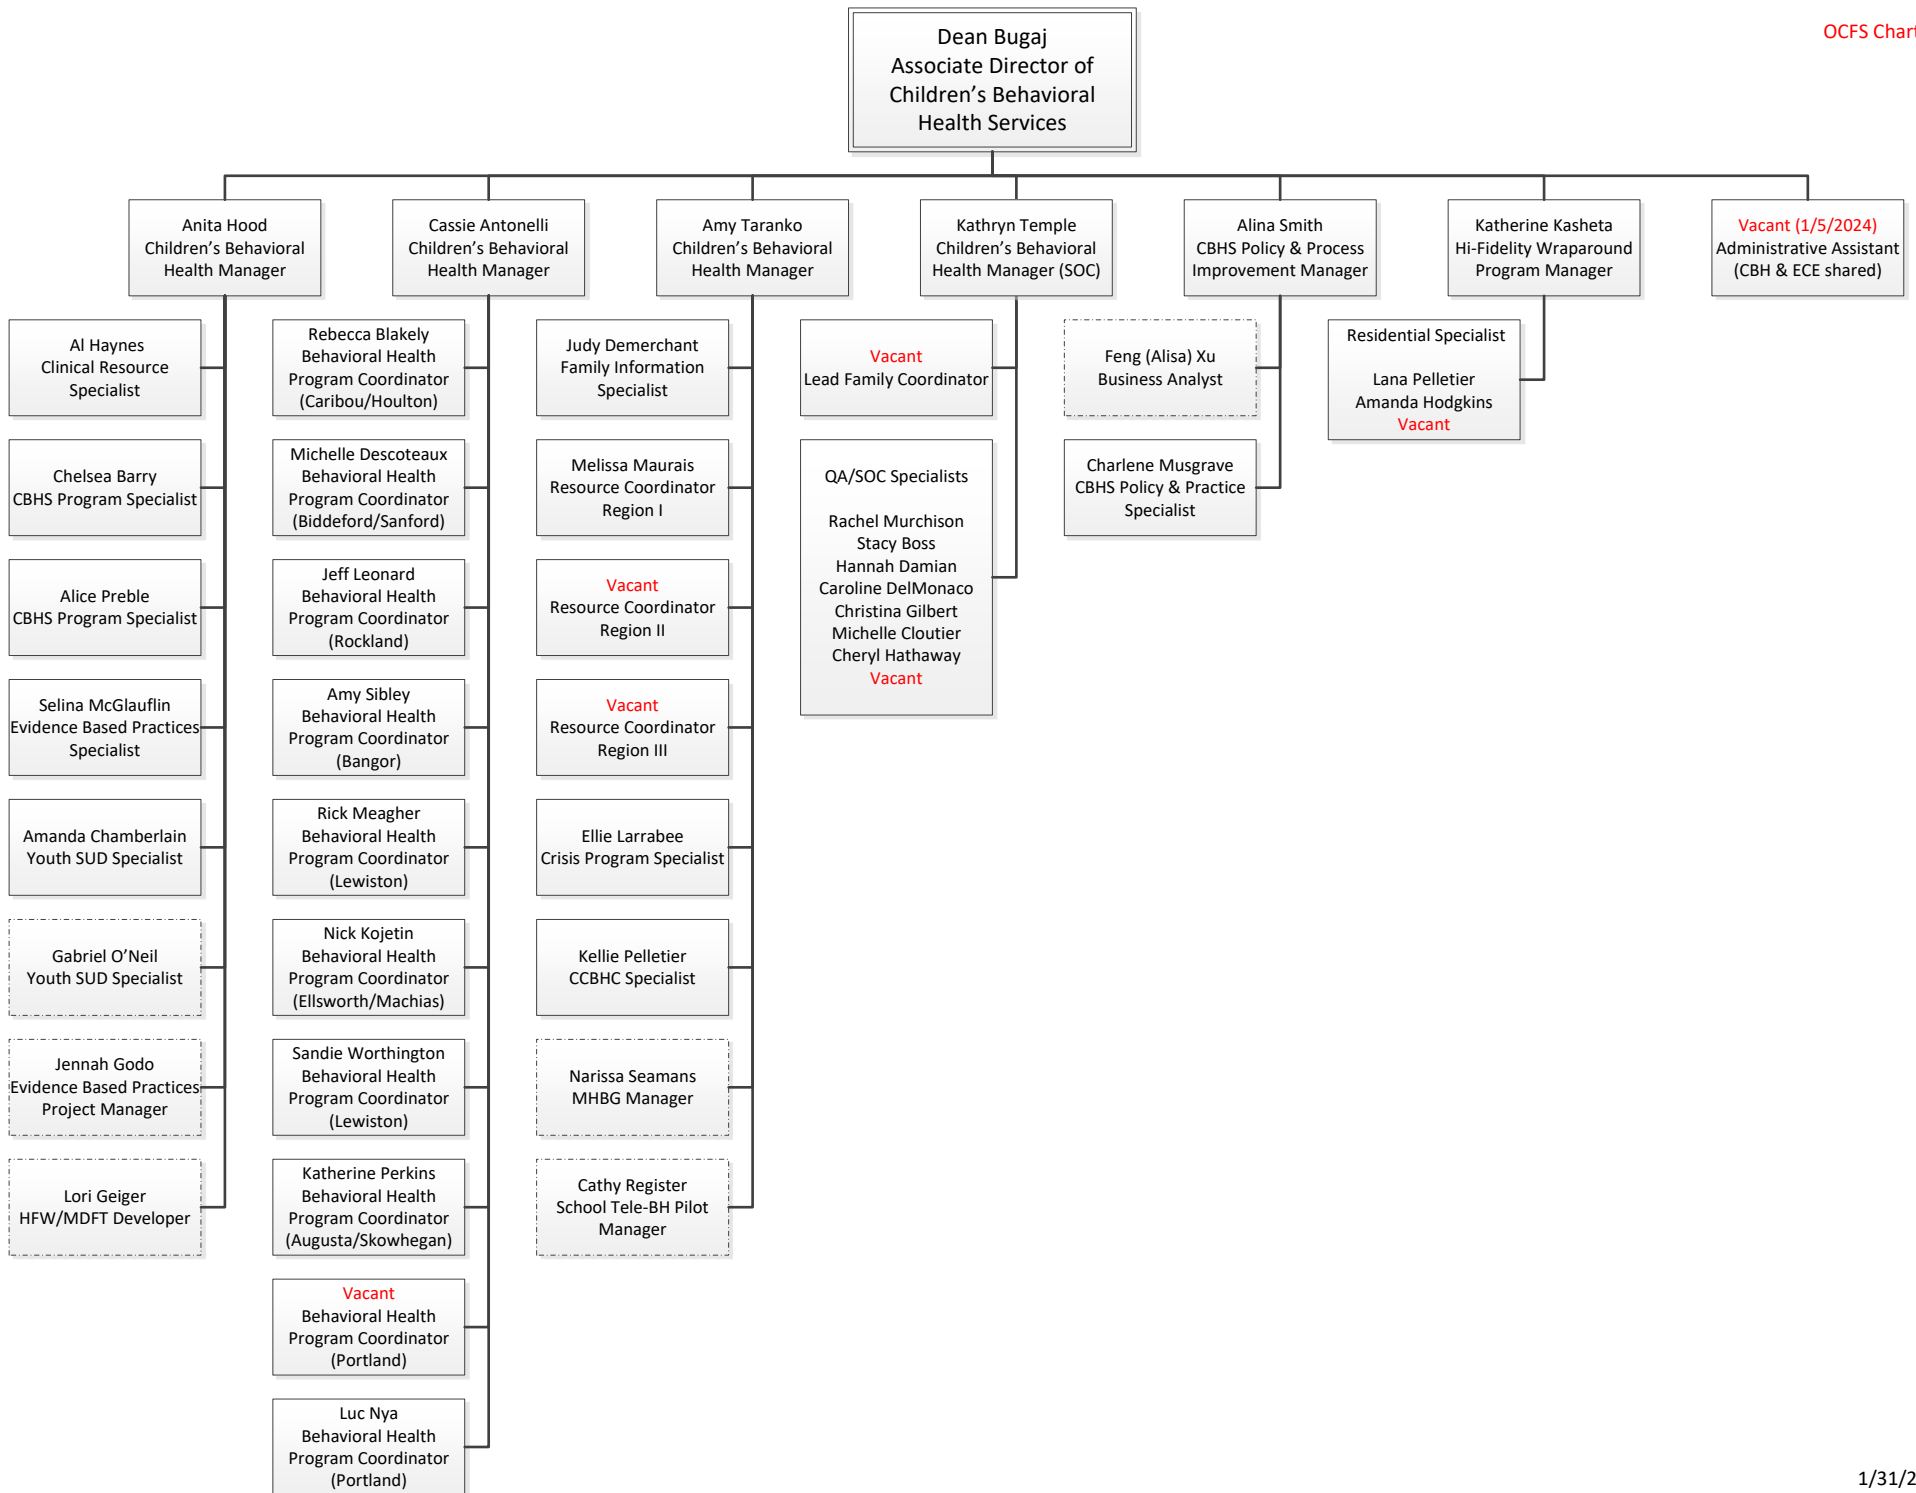 OCFS Chart
Dean Bugaj
Associate Director of
Children’s Behavioral
Health Services
Anita Hood
Children’s Behavioral
Health Manager
Cassie Antonelli
Children’s Behavioral
Health Manager
Amy Taranko
Children’s Behavioral
Health Manager
Kathryn Temple
Children’s Behavioral
Health Manager (SOC)
Alina Smith
CBHS Policy & Process
Improvement Manager
Katherine Kasheta
Hi-Fidelity Wraparound
Program Manager
Vacant (1/5/2024)
Administrative Assistant
(CBH & ECE shared)
Al Haynes
Clinical Resource
Specialist
Chelsea Barry
CBHS Program Specialist
Alice Preble
CBHS Program Specialist
Selina McGlauflin
Evidence Based Practices
Specialist
Amanda Chamberlain
Youth SUD Specialist
Gabriel O’Neil
Youth SUD Specialist
Jennah Godo
Evidence Based Practices
Project Manager
Lori Geiger
HFW/MDFT Developer
Rebecca Blakely
Behavioral Health
Program Coordinator
(Caribou/Houlton)
Michelle Descoteaux
Behavioral Health
Program Coordinator
(Biddeford/Sanford)
Jeff Leonard
Behavioral Health
Program Coordinator
(Rockland)
Amy Sibley
Behavioral Health
Program Coordinator
(Bangor)
Rick Meagher
Behavioral Health
Program Coordinator
(Lewiston)
Nick Kojetin
Behavioral Health
Program Coordinator
(Ellsworth/Machias)
Sandie Worthington
Behavioral Health
Program Coordinator
(Lewiston)
Katherine Perkins
Behavioral Health
Program Coordinator
(Augusta/Skowhegan)
Vacant
Behavioral Health
Program Coordinator
(Portland)
Luc Nya
Behavioral Health
Program Coordinator
(Portland)
Judy Demerchant
Family Information
Specialist
Melissa Maurais
Resource Coordinator
Region I
Vacant
Resource Coordinator
Region II
Vacant
Resource Coordinator
Region III
Ellie Larrabee
Crisis Program Specialist
Kellie Pelletier
CCBHC Specialist
Narissa Seamans
MHBG Manager
Cathy Register
School Tele-BH Pilot
Manager
Vacant
Lead Family Coordinator
QA/SOC Specialists
Rachel Murchison
Stacy Boss
Hannah Damian
Caroline DelMonaco
Christina Gilbert
Michelle Cloutier
Cheryl Hathaway
Vacant
Feng (Alisa) Xu
Business Analyst
Charlene Musgrave
CBHS Policy & Practice
Specialist
Residential Specialist
Lana Pelletier
Amanda Hodgkins
Vacant
1/31/2